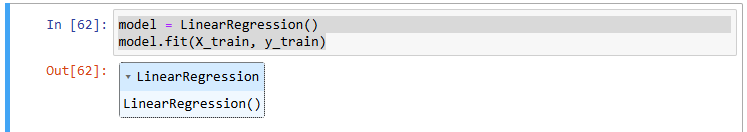 In [62]: model = LinearRegression()
model.fit(X_train, y_train)
Out[62]: ▾ LinearRegression
LinearRegression()